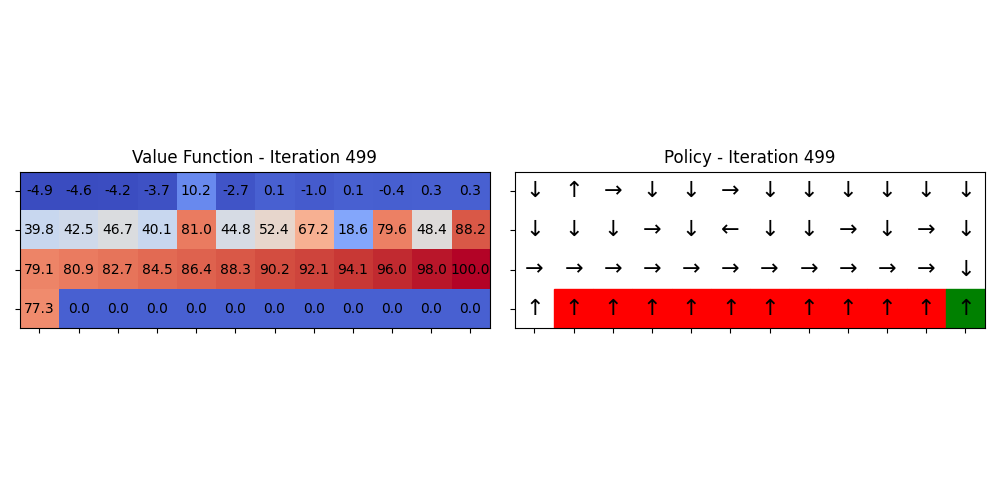 Value Function - Iteration 499
-4.9 -4.6 -4.2 -3.7 10.2 -2.7 0.1 -1.0 0.1 -0.4 0.3 0.3
39.8 42.5 46.7 40.1 81.0 44.8 52.4 67.2 18.6 79.6 48.4 88.2
79.1 80.9 82.7 84.5 86.4 88.3 90.2 92.1 94.1 96.0 98.0 100.0
77.3 0.0 0.0 0.0 0.0 0.0 0.0 0.0 0.0 0.0 0.0 0.0
Policy - Iteration 499
↓ ↑ → ↓ ↓ → ↓ ↓ ↓ ↓ ↓ ↓
↓ ↓ ↓ → ↓ ← ↓ ↓ → ↓ → ↓
→ → → → → → → → → → → ↓
↑ ↑ ↑ ↑ ↑ ↑ ↑ ↑ ↑ ↑ ↑ ↑